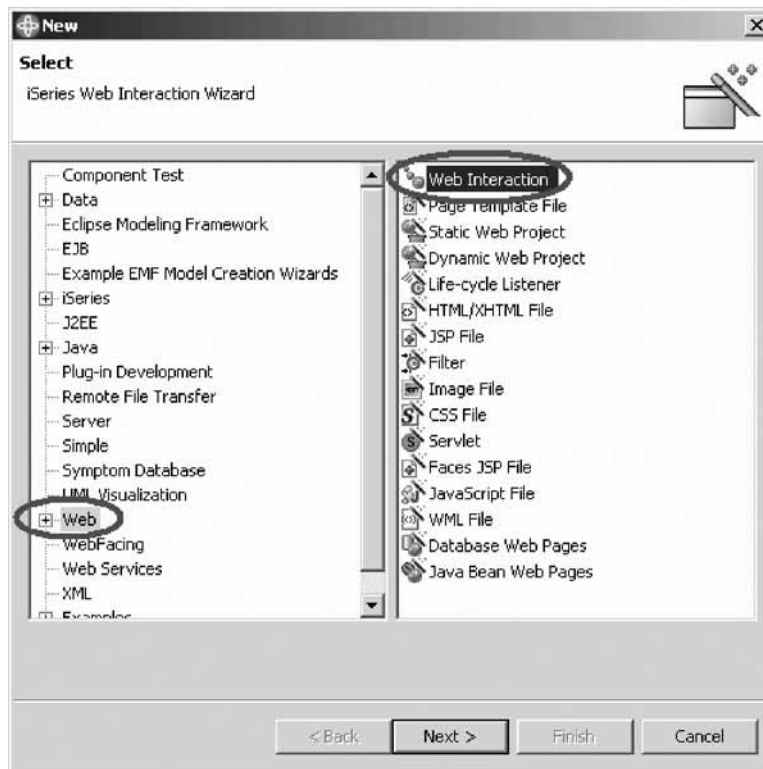 New
Select
iSeries Web Interaction Wizard
Component Test
Data
Eclipse Modeling Framework
EJB
Example EMF Model Creation Wizards
iSeries
J2EE
Java
Plug-in Development
Remote File Transfer
Server
Simple
Symptom Database
UML Visualization
Web
WebFacing
Web Services
XML
Examples
Web Interaction
Page Template File
Static Web Project
Dynamic Web Project
Life-cycle Listener
HTML/XHTML File
JSP File
Filter
Image File
CSS File
Servlet
Faces JSP File
JavaScript File
WML File
Database Web Pages
Java Bean Web Pages
< Back
Next >
Finish
Cancel